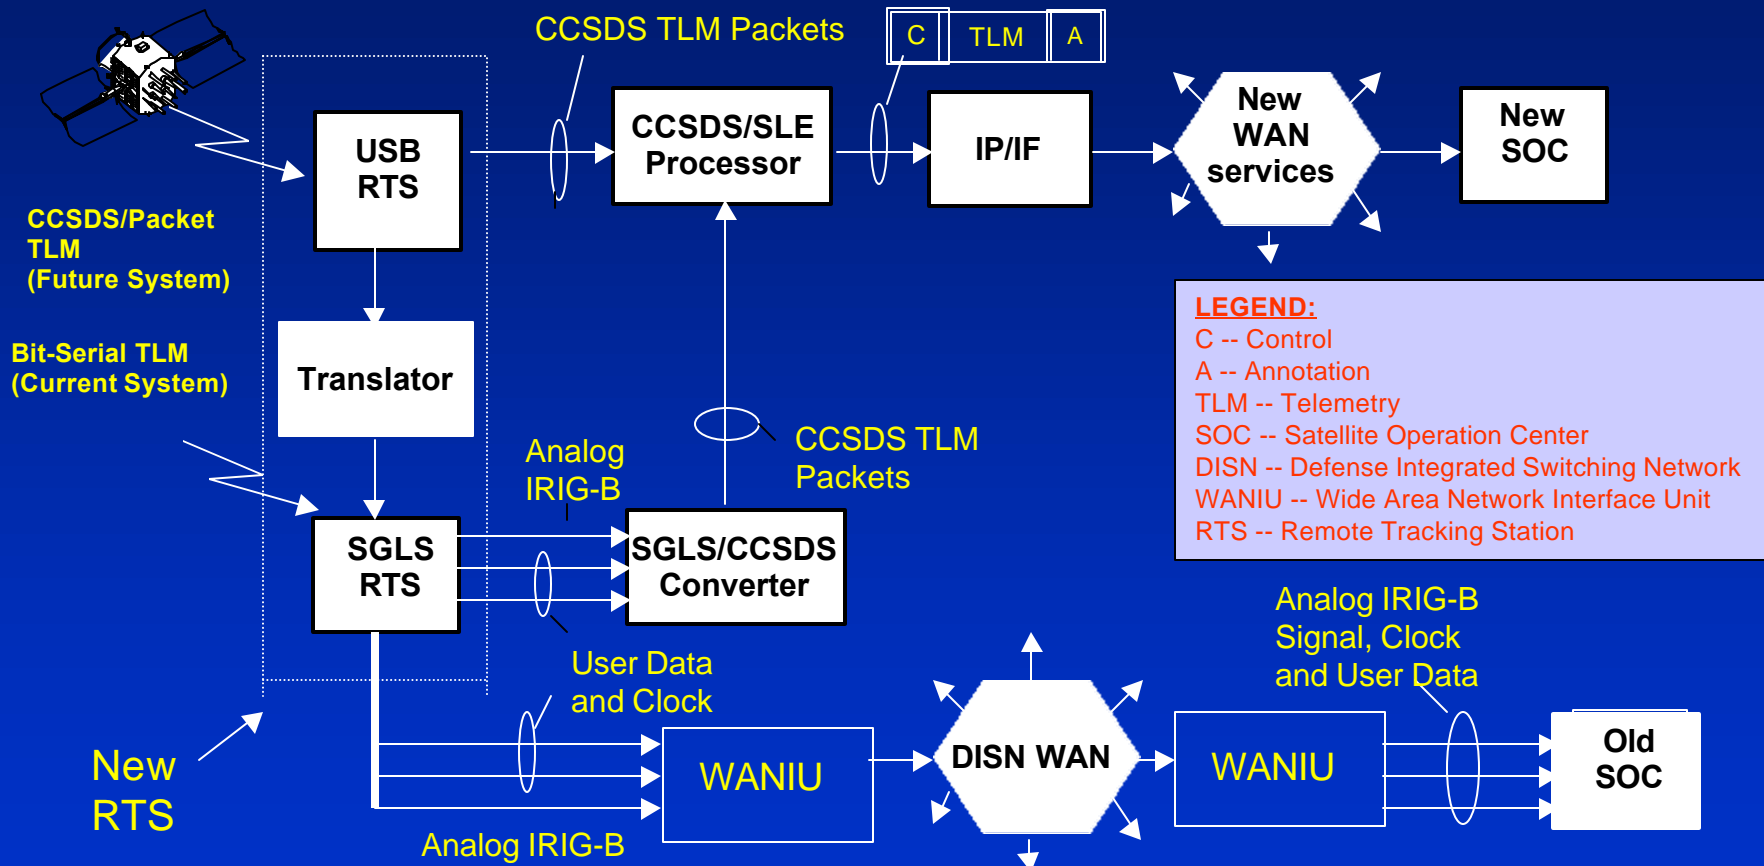 CCSDS TLM Packets
C TLM A
USB
RTS
CCSDS/SLE
Processor
IP/IF
New
WAN
services
New
SOC
CCSDS/Packet
TLM
(Future System)
Bit-Serial TLM
(Current System)
Translator
CCSDS TLM
Packets
Analog
IRIG-B
SGLS
RTS
SGLS/CCSDS
Converter
LEGEND:
C -- Control
A -- Annotation
TLM -- Telemetry
SOC -- Satellite Operation Center
DISN -- Defense Integrated Switching Network
WANIU -- Wide Area Network Interface Unit
RTS -- Remote Tracking Station
User Data
and Clock
Analog IRIG-B
Signal, Clock
and User Data
New
RTS
WANIU
DISN WAN
WANIU
Old
SOC
Analog IRIG-B